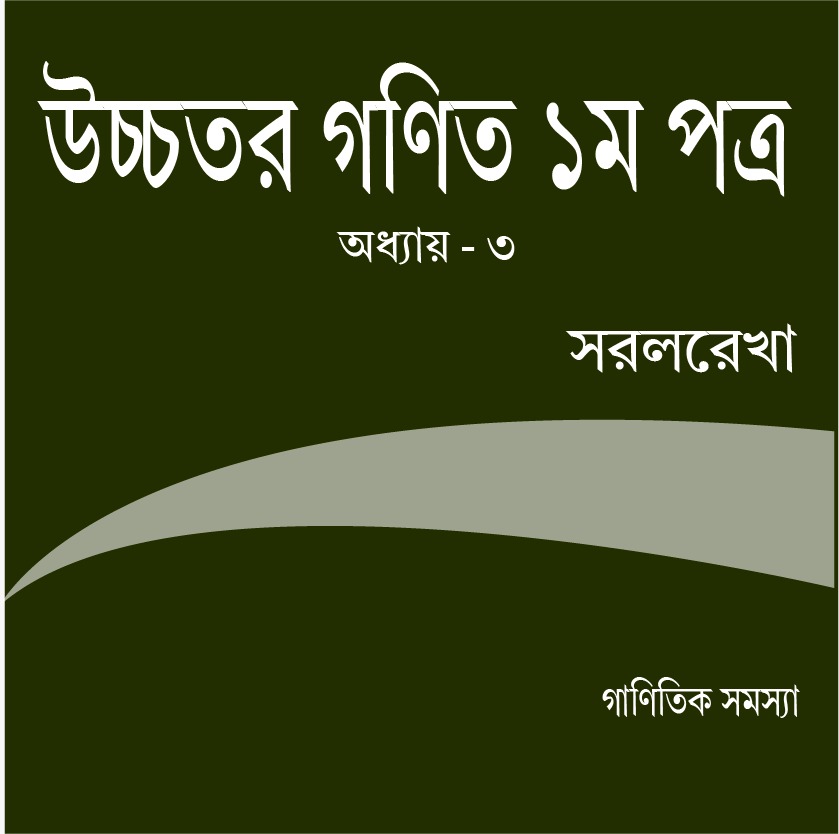 উচ্চতর গণিত ১ম পত্র
অধ্যায় - ৩
সরলরেখা
গাণিতিক সমস্যা